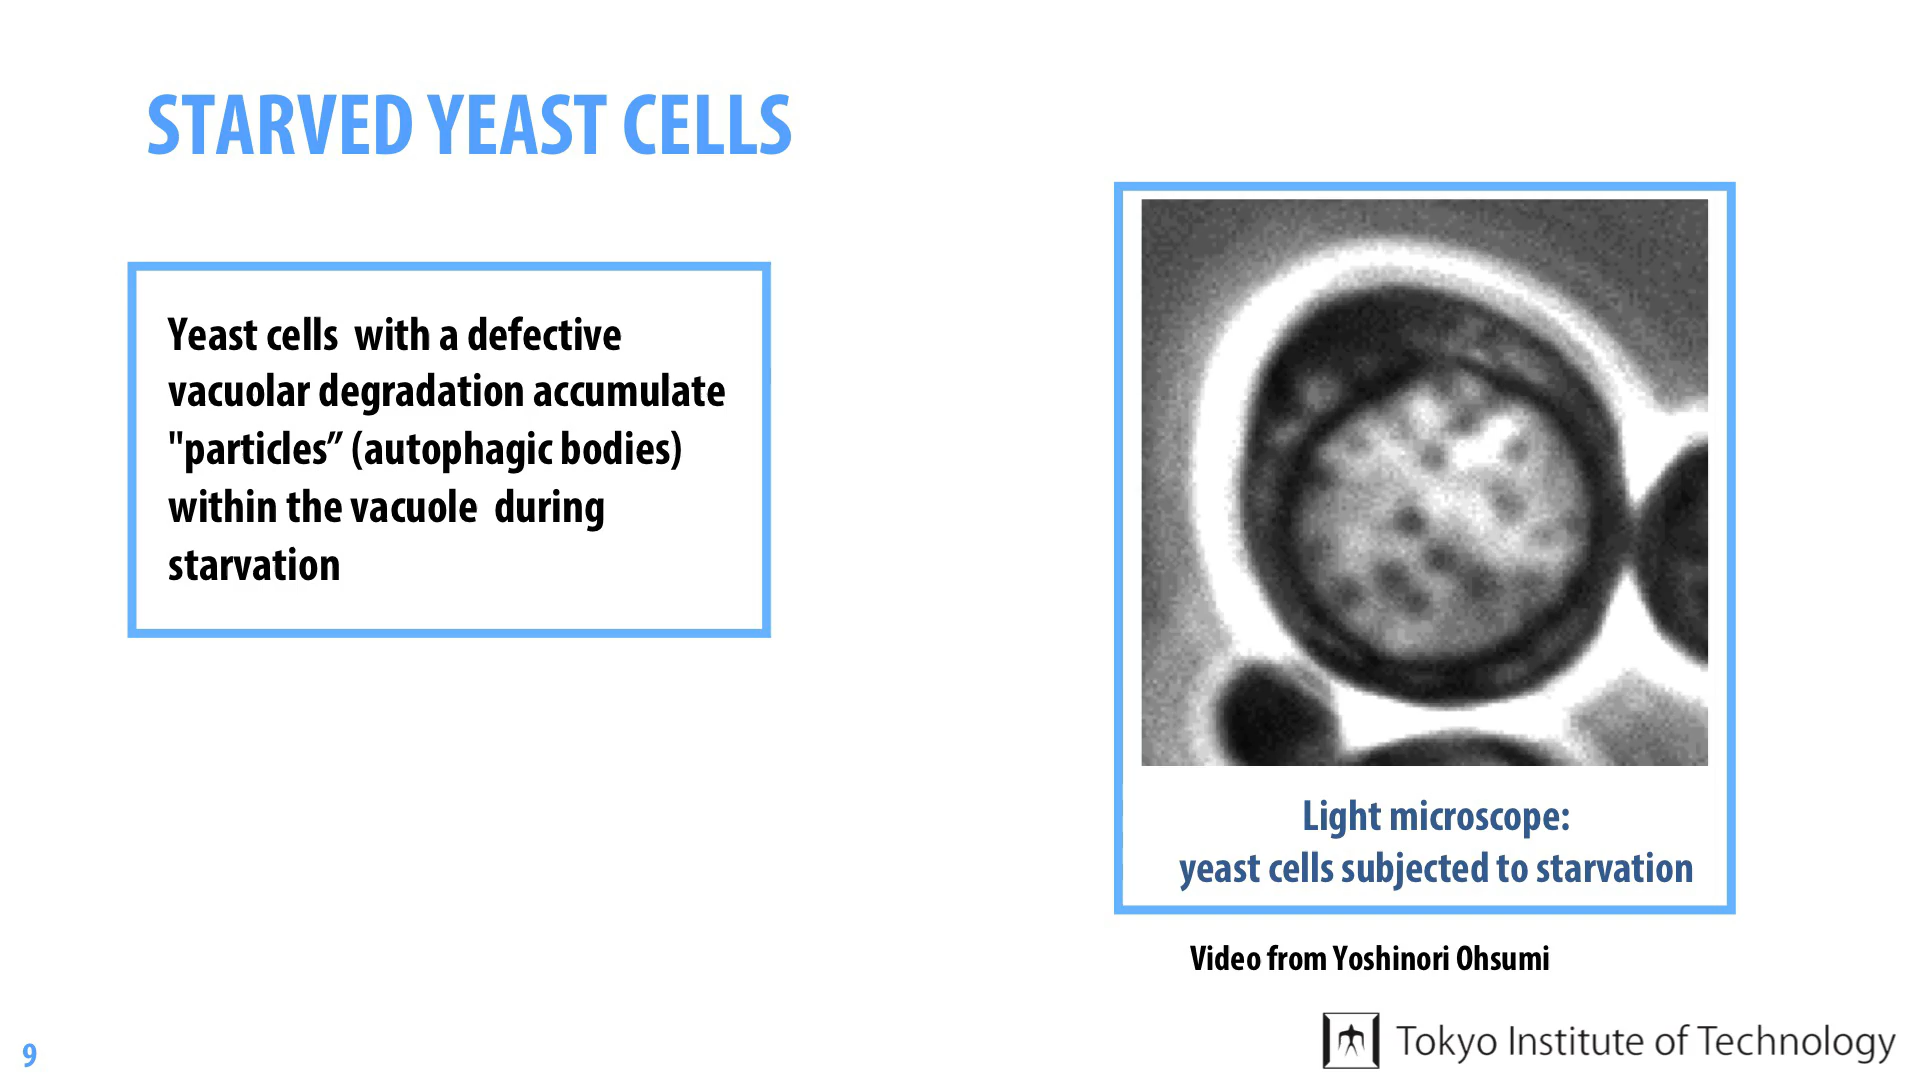 STARVED YEAST CELLS
Yeast cells  with a defective
vacuolar degradation accumulate
"particles” (autophagic bodies)
within the vacuole  during
starvation
Light microscope:
yeast cells subjected to starvation
Video from Yoshinori Ohsumi
Tokyo Institute of Technology
9